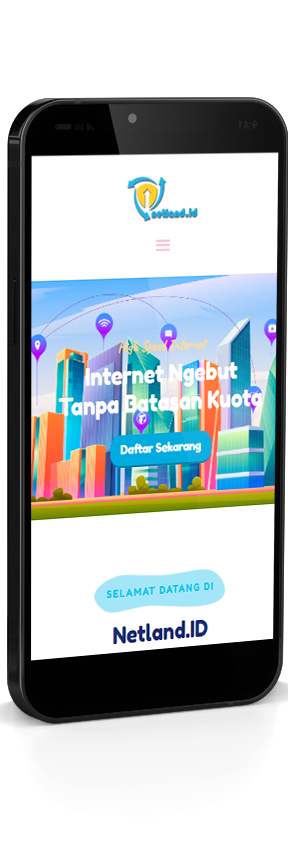 netland.id
High Speed Internet
Internet Ngebut
Tanpa Batasan Kuota
Daftar Sekarang
SELAMAT DATANG DI
Netland.ID